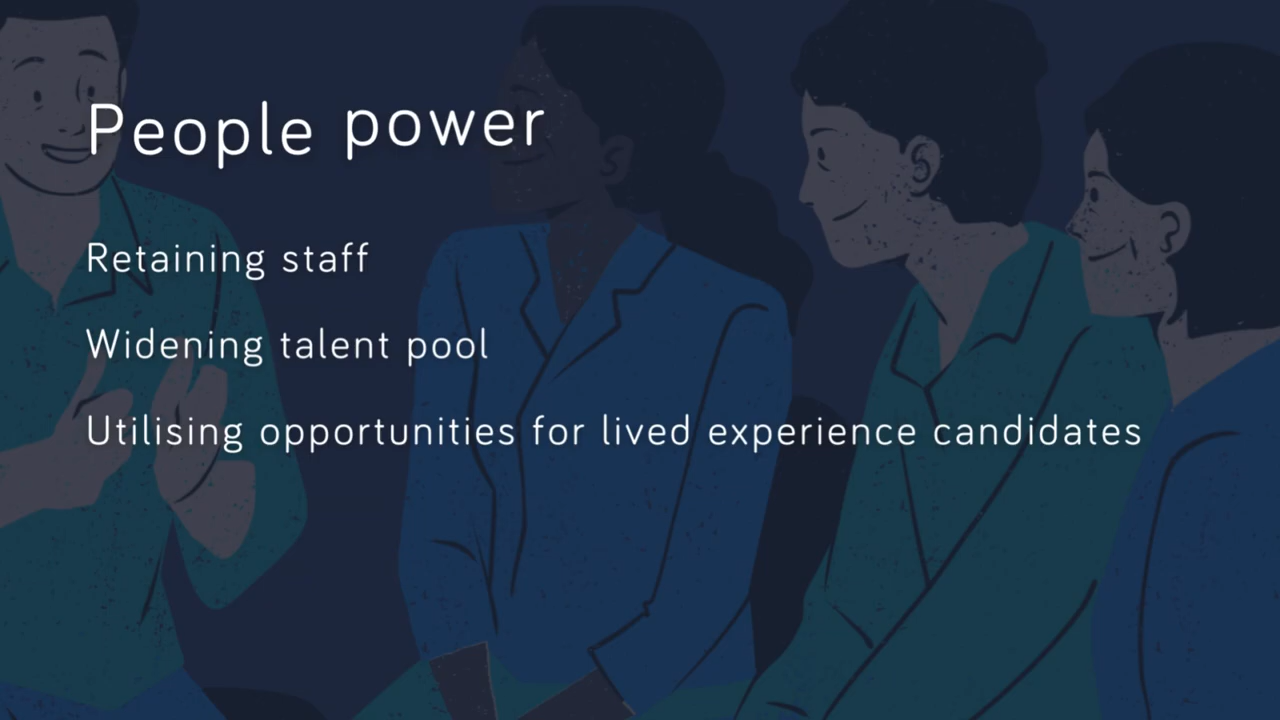 People power
Retaining staff
Widening talent pool
Utilising opportunities for lived experience candidates